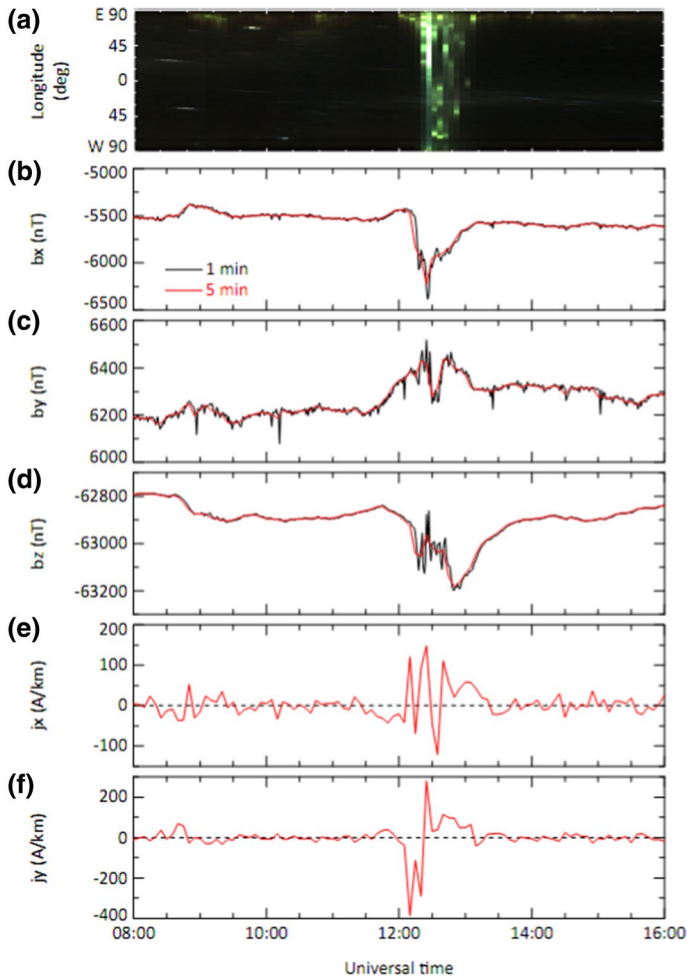 (a)
E 90
45
0
45
W 90
Longitude
(deg)
(b)
-5000
-5500
-6000
-6500
bx (nT)
1 min
5 min
(c)
6600
6400
6200
6000
by (nT)
(d)
-62800
-63000
-63200
bz (nT)
(e)
200
100
0
-100
jx (A/km)
(f)
200
0
-200
-400
jy (A/km)
08:00
10:00
12:00
14:00
16:00
Universal time